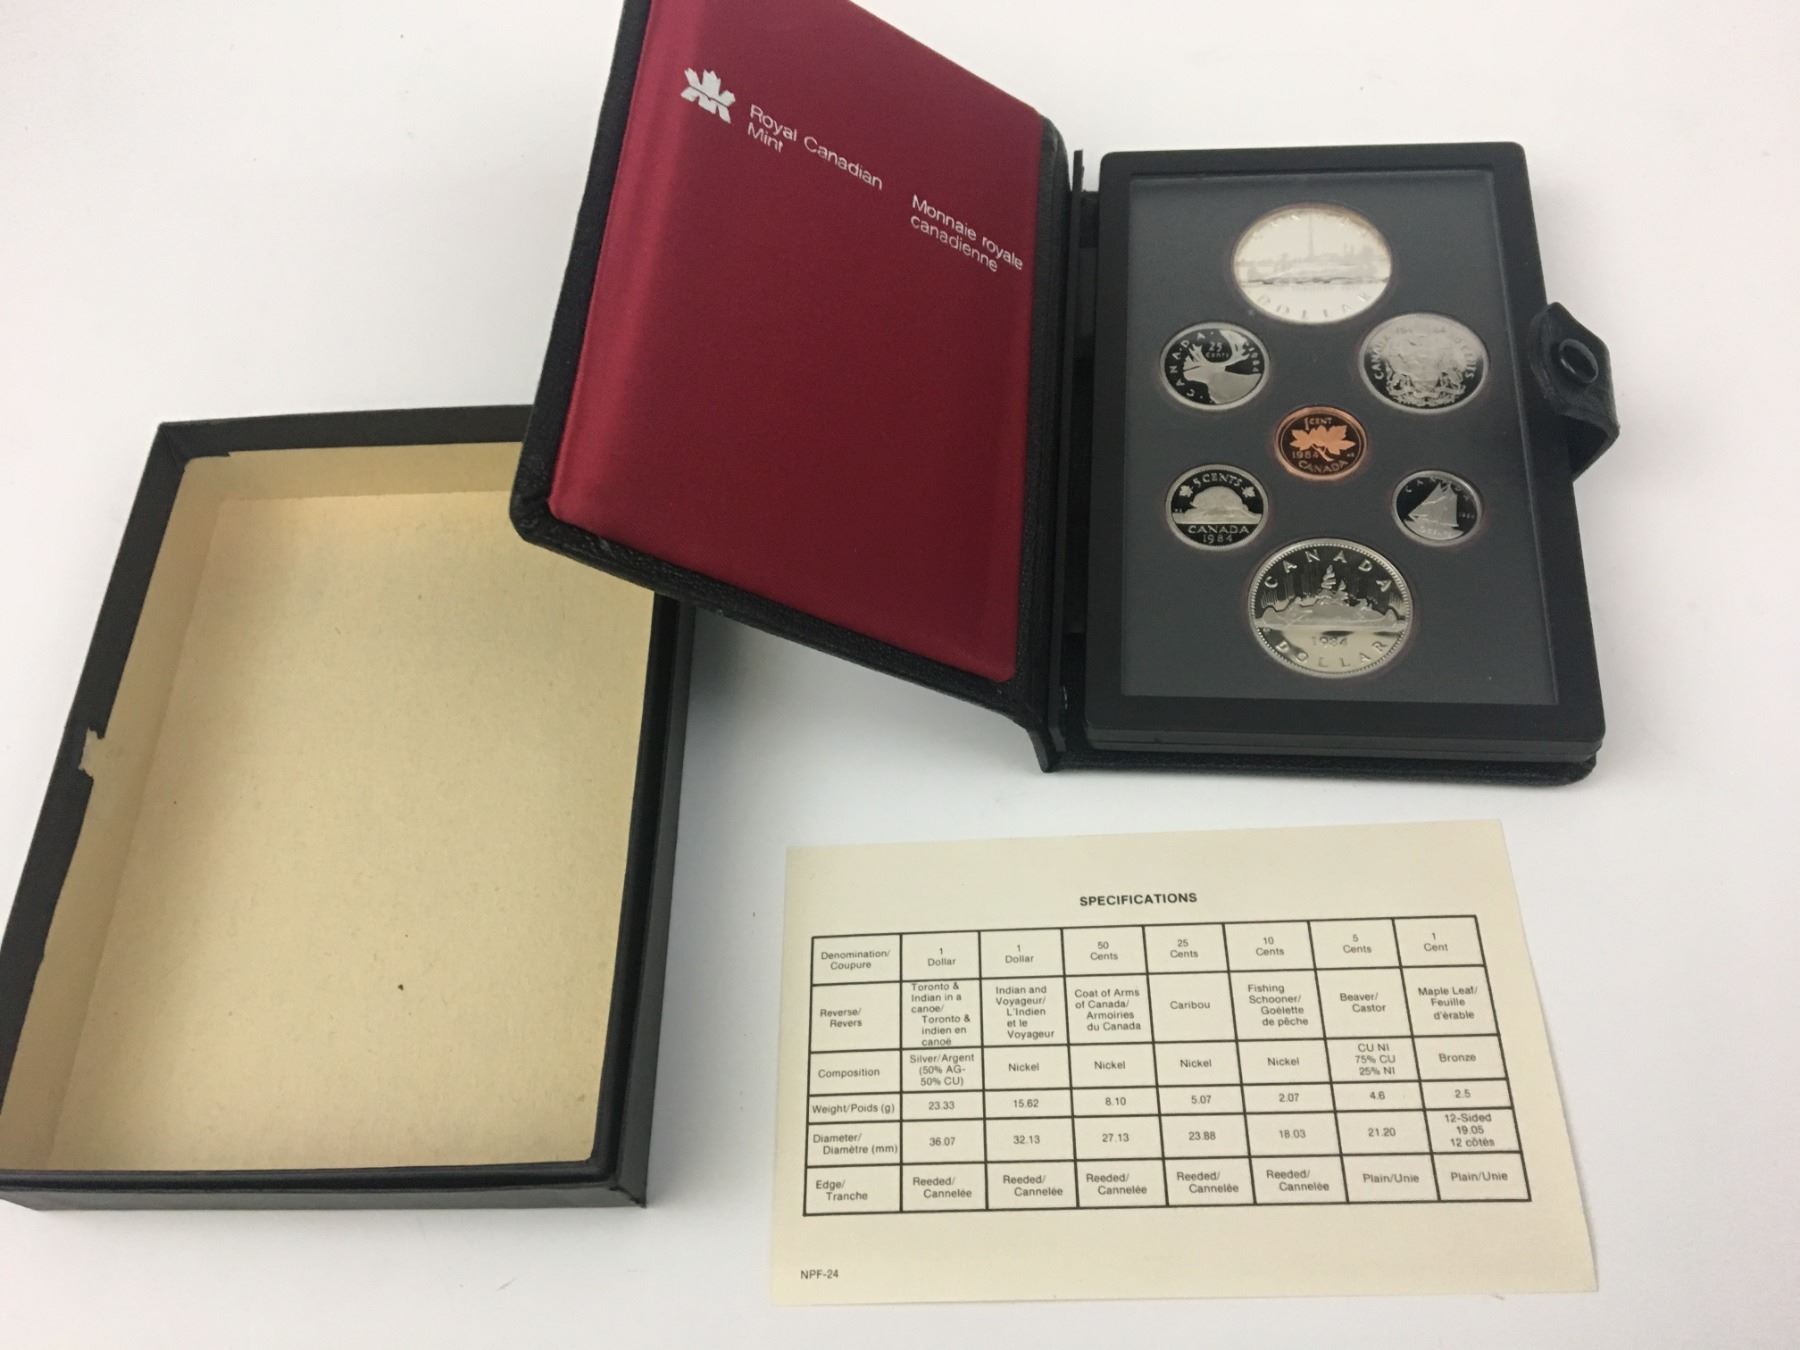 Royal Canadian
Mint
Monnaie royale
canadienne
DOLLAR
CANADA
25
cents
1984
CANADA
1 CENT
1984
CANADA
5 CENTS
CANADA
1984
CANADA
CANADA
1984
DOLLAR
SPECIFICATIONS
Denomination/
Coupure
1
Dollar
1
Dollar
50
Cents
25
Cents
10
Cents
5
Cents
1
Cent
Reverse/
Revers
Toronto &
Indian in a
canoe/
Toronto &
indien en
canoë
Indian and
Voyageur/
L'Indien
et le
Voyageur
Coat of Arms
of Canada/
Armoiries
du Canada
Caribou
Fishing
Schooner/
Goélette
de pêche
Beaver/
Castor
Maple Leaf/
Feuille
d'érable
Composition
Silver/Argent
(50% AG-
50% CU)
Nickel
Nickel
Nickel
Nickel
CU NI
75% CU
25% NI
Bronze
Weight/Poids (g)
23.33
15.62
8.10
5.07
2.07
4.6
2.5
Diameter/
Diamètre (mm)
36.07
32.13
27.13
23.88
18.03
21.20
12-Sided
19.05
12 côtés
Edge/
Tranche
Reeded/
Cannelée
Reeded/
Cannelée
Reeded/
Cannelée
Reeded/
Cannelée
Reeded/
Cannelée
Plain/Unie
Plain/Unie
NPF-24